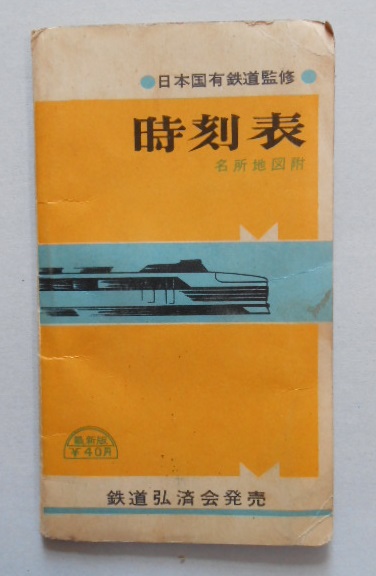 ●日本国有鉄道監修●
時刻表
名所地図附
最新版
¥40円
鉄道弘済会発売